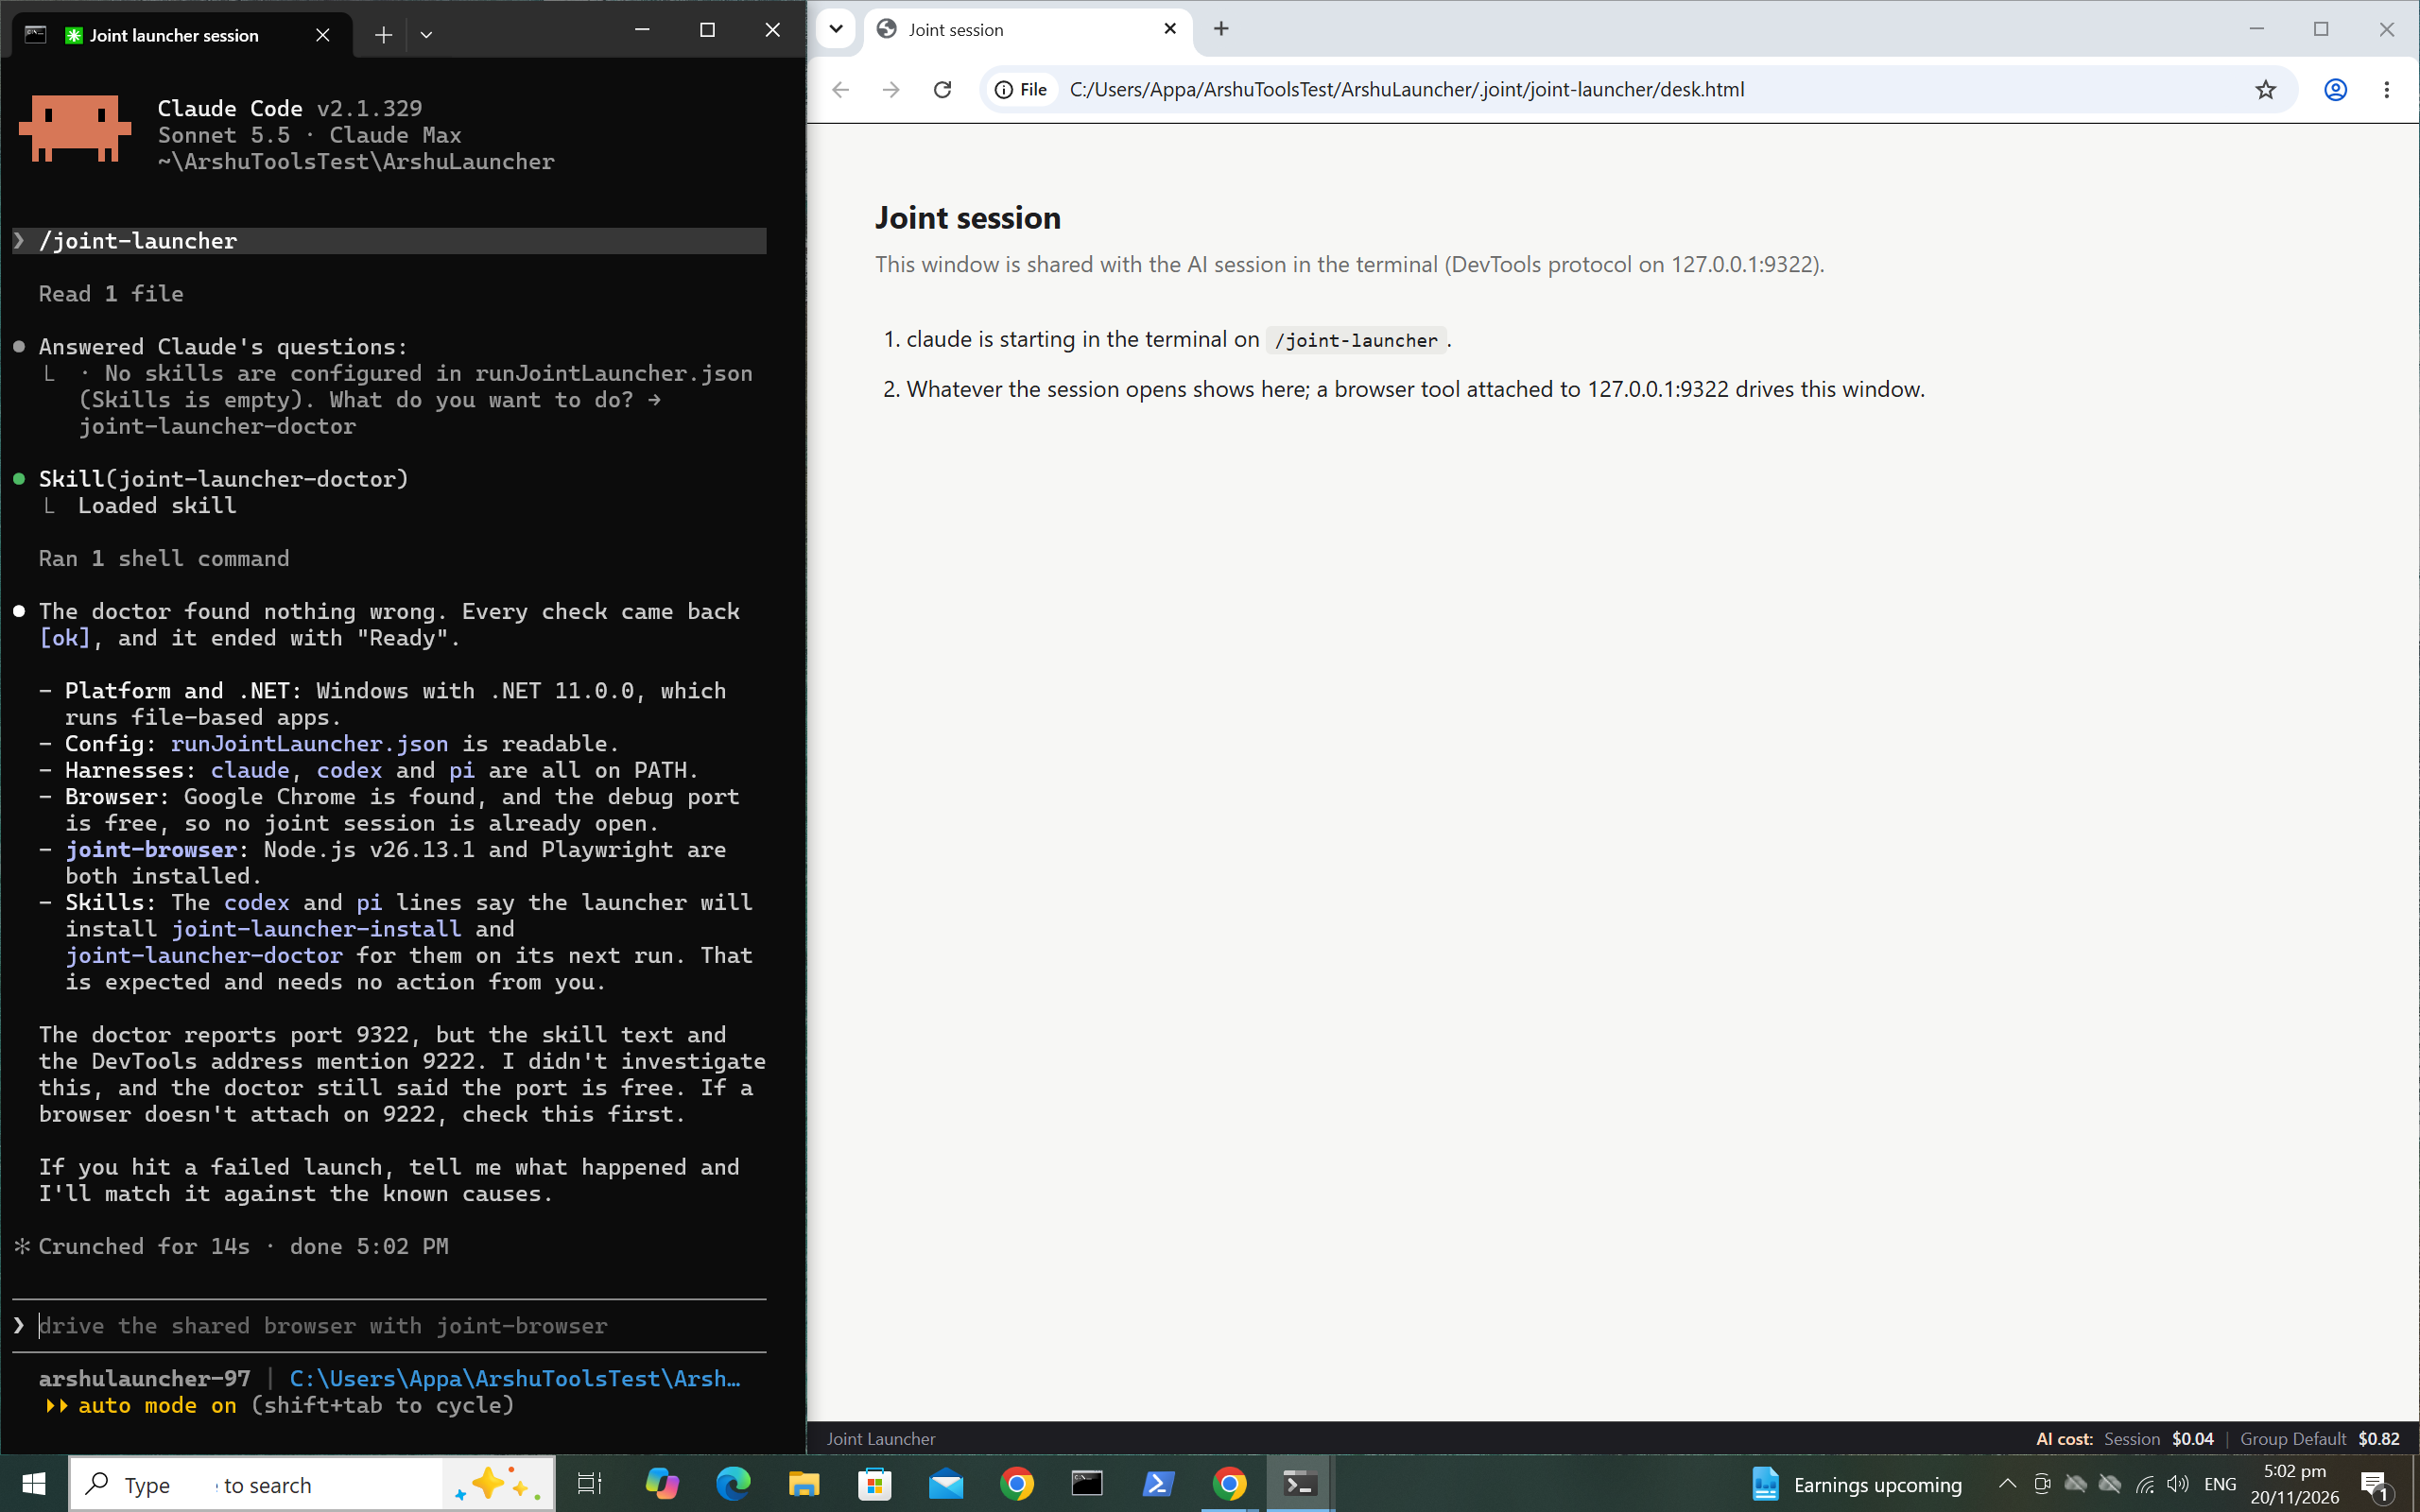 Joint launcher session
Claude Code v2.1.329
Sonnet 5.5 · Claude Max
~\ArshuToolsTest\ArshuLauncher
❯ /joint-launcher
Read 1 file
● Answered Claude's questions:
└ · No skills are configured in runJointLauncher.json
(Skills is empty). What do you want to do? →
joint-launcher-doctor
● Skill(joint-launcher-doctor)
└ Loaded skill
Ran 1 shell command
● The doctor found nothing wrong. Every check came back
[ok], and it ended with "Ready".
- Platform and .NET: Windows with .NET 11.0.0, which
runs file-based apps.
- Config: runJointLauncher.json is readable.
- Harnesses: claude, codex and pi are all on PATH.
- Browser: Google Chrome is found, and the debug port
is free, so no joint session is already open.
- joint-browser: Node.js v26.13.1 and Playwright are
both installed.
- Skills: The codex and pi lines say the launcher will
install joint-launcher-install and
joint-launcher-doctor for them on its next run. That
is expected and needs no action from you.
The doctor reports port 9322, but the skill text and
the DevTools address mention 9222. I didn't investigate
this, and the doctor still said the port is free. If a
browser doesn't attach on 9222, check this first.
If you hit a failed launch, tell me what happened and
I'll match it against the known causes.
✻ Crunched for 14s · done 5:02 PM
❯ drive the shared browser with joint-browser
arshulauncher-97 | C:\Users\Appa\ArshuToolsTest\Arsh…
⏵⏵ auto mode on (shift+tab to cycle)
Joint session
File C:/Users/Appa/ArshuToolsTest/ArshuLauncher/.joint/joint-launcher/desk.html
Joint session
This window is shared with the AI session in the terminal (DevTools protocol on 127.0.0.1:9322).
1. claude is starting in the terminal on /joint-launcher.
2. Whatever the session opens shows here; a browser tool attached to 127.0.0.1:9322 drives this window.
Joint Launcher
AI cost: Session $0.04 | Group Default $0.82
Type to search
Earnings upcoming
ENG
5:02 pm
20/11/2026
1